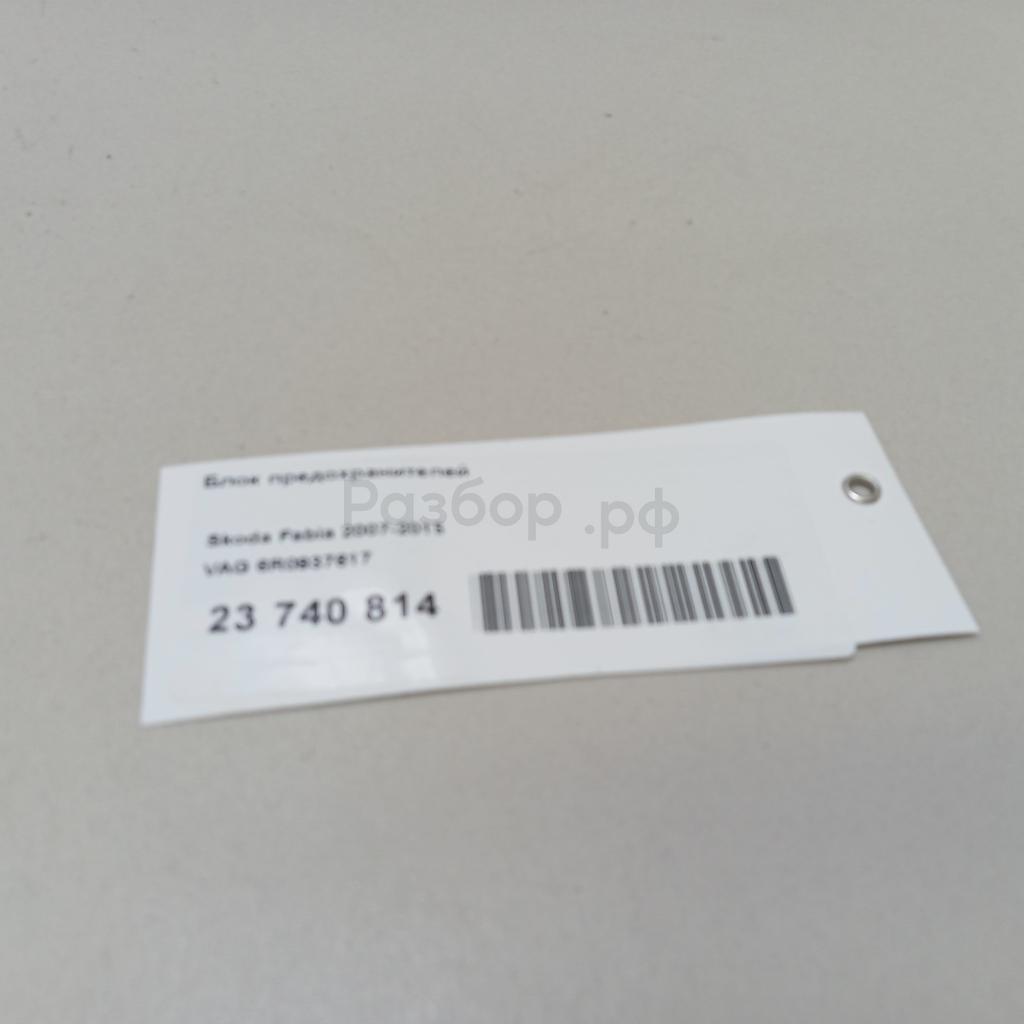 Блок предохранителей
Разбор .рф
Skoda Fabia 2007-2015
VAG 6R0937617
23 740 814